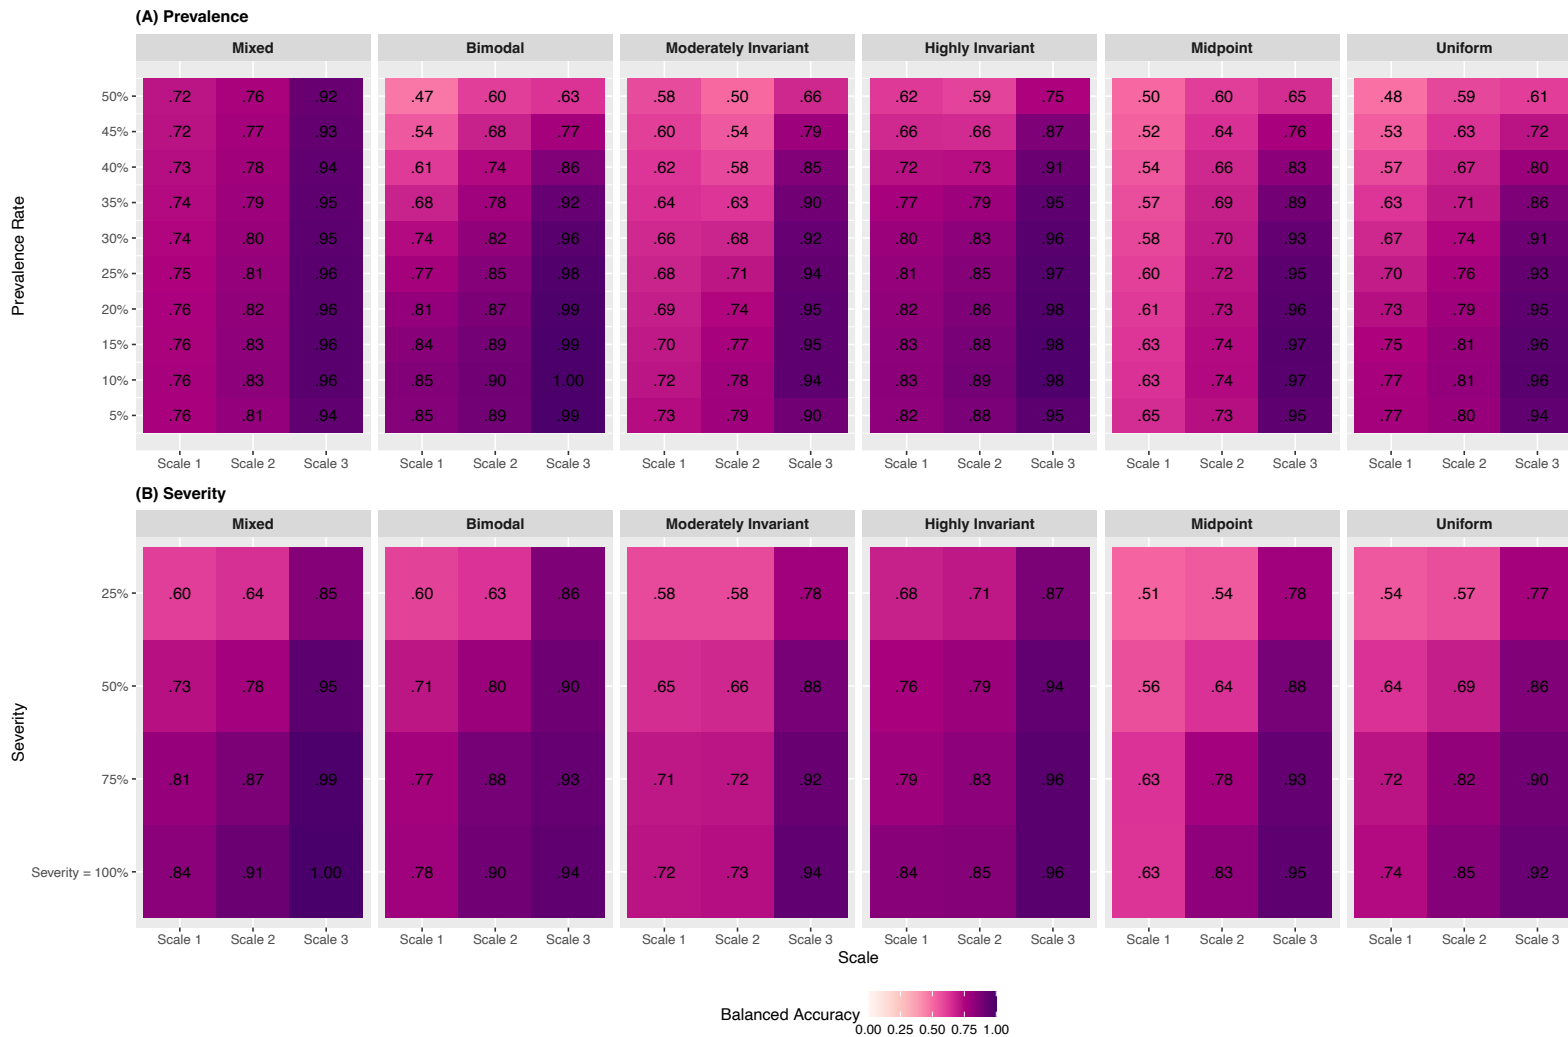 (A) Prevalence
Mixed Bimodal Moderately Invariant Highly Invariant Midpoint Uniform
Prevalence Rate
50% .72 .76 .92 .47 .60 .63 .58 .50 .66 .62 .59 .75 .50 .60 .65 .48 .59 .61
45% .72 .77 .93 .54 .68 .77 .60 .54 .79 .66 .66 .87 .52 .64 .76 .53 .63 .72
40% .73 .78 .94 .61 .74 .86 .62 .58 .85 .72 .73 .91 .54 .66 .83 .57 .67 .80
35% .74 .79 .95 .68 .78 .92 .64 .63 .90 .77 .79 .95 .57 .69 .89 .63 .71 .86
30% .74 .80 .95 .74 .82 .96 .66 .68 .92 .80 .83 .96 .58 .70 .93 .67 .74 .91
25% .75 .81 .96 .77 .85 .98 .68 .71 .94 .81 .85 .97 .60 .72 .95 .70 .76 .93
20% .76 .82 .96 .81 .87 .99 .69 .74 .95 .82 .86 .98 .61 .73 .96 .73 .79 .95
15% .76 .83 .96 .84 .89 .99 .70 .77 .95 .83 .88 .98 .63 .74 .97 .75 .81 .96
10% .76 .83 .96 .85 .90 1.00 .72 .78 .94 .83 .89 .98 .63 .74 .97 .77 .81 .96
5% .76 .81 .94 .85 .89 .99 .73 .79 .90 .82 .88 .95 .65 .73 .95 .77 .80 .94
Scale 1 Scale 2 Scale 3 Scale 1 Scale 2 Scale 3 Scale 1 Scale 2 Scale 3 Scale 1 Scale 2 Scale 3 Scale 1 Scale 2 Scale 3 Scale 1 Scale 2 Scale 3
(B) Severity
Mixed Bimodal Moderately Invariant Highly Invariant Midpoint Uniform
Severity
25% .60 .64 .85 .60 .63 .86 .58 .58 .78 .68 .71 .87 .51 .54 .78 .54 .57 .77
50% .73 .78 .95 .71 .80 .90 .65 .66 .88 .76 .79 .94 .56 .64 .88 .64 .69 .86
75% .81 .87 .99 .77 .88 .93 .71 .72 .92 .79 .83 .96 .63 .78 .93 .72 .82 .90
Severity = 100% .84 .91 1.00 .78 .90 .94 .72 .73 .94 .84 .85 .96 .63 .83 .95 .74 .85 .92
Scale 1 Scale 2 Scale 3 Scale 1 Scale 2 Scale 3 Scale 1 Scale 2 Scale 3 Scale 1 Scale 2 Scale 3 Scale 1 Scale 2 Scale 3 Scale 1 Scale 2 Scale 3
Scale
Balanced Accuracy
0.00 0.25 0.50 0.75 1.00